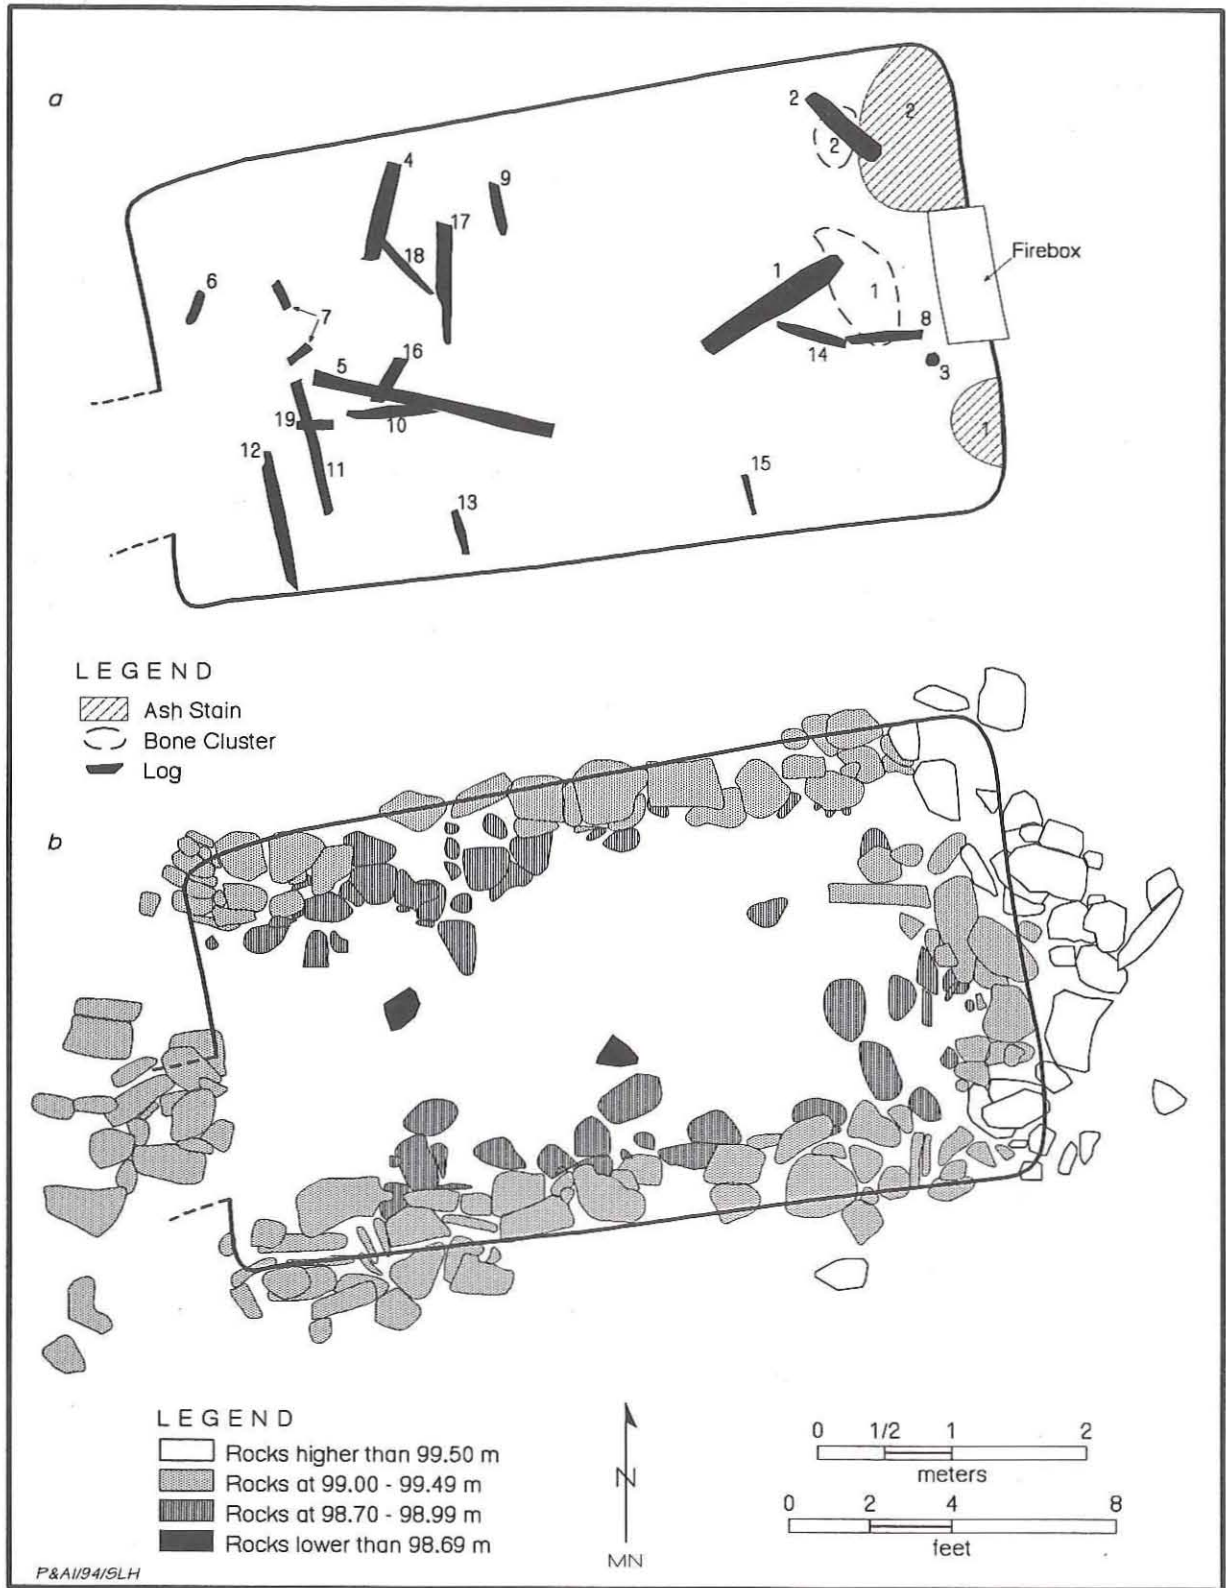 a
2
2
2
4
9
17
18
Firebox
6
1
1
7
8
14
16
3
5
19
10
1
12
11
15
13
LEGEND
Ash Stain
Bone Cluster
Log
b
LEGEND
Rocks higher than 99.50 m
Rocks at 99.00 - 99.49 m
Rocks at 98.70 - 98.99 m
Rocks lower than 98.69 m
N
MN
0 1/2 1 2
meters
0 2 4 8
feet
P&AI/94/SLH